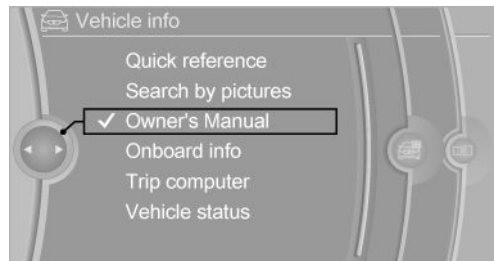 Vehicle info
Quick reference
Search by pictures
Owner's Manual
Onboard info
Trip computer
Vehicle status